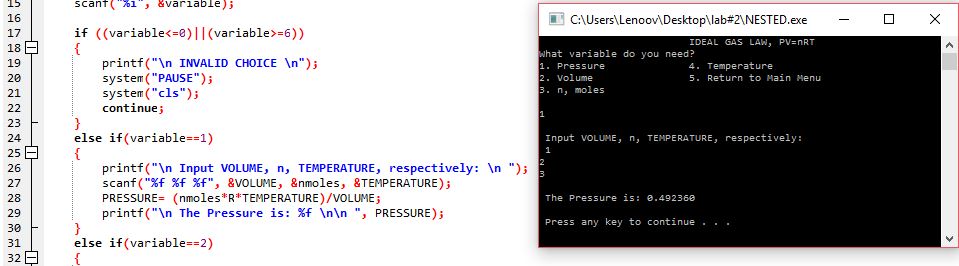 15 scanf("%i", &variable);
16
17 if ((variable<=0)||(variable>=6))
18 {
19 printf("\n INVALID CHOICE \n");
20 system("PAUSE");
21 system("cls");
22 continue;
23 }
24 else if(variable==1)
25 {
26 printf("\n Input VOLUME, n, TEMPERATURE, respectively: \n ");
27 scanf("%f %f %f", &VOLUME, &nmoles, &TEMPERATURE);
28 PRESSURE= (nmoles*R*TEMPERATURE)/VOLUME;
29 printf("\n The Pressure is: %f \n\n ", PRESSURE);
30 }
31 else if(variable==2)
32 {
C:\Users\Lenoov\Desktop\lab#2\NESTED.exe
IDEAL GAS LAW, PV=nRT
What variable do you need?
1. Pressure 4. Temperature
2. Volume 5. Return to Main Menu
3. n, moles
1
Input VOLUME, n, TEMPERATURE, respectively:
1
2
3
The Pressure is: 0.492360
Press any key to continue . . .